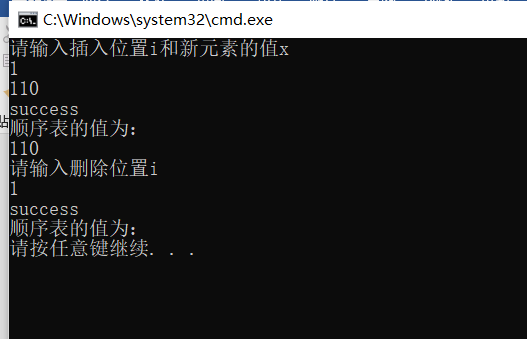 C:\Windows\system32\cmd.exe
请输入插入位置i和新元素的值x
1
110
success
顺序表的值为:
110
请输入删除位置i
1
success
顺序表的值为:
请按任意键继续. . .